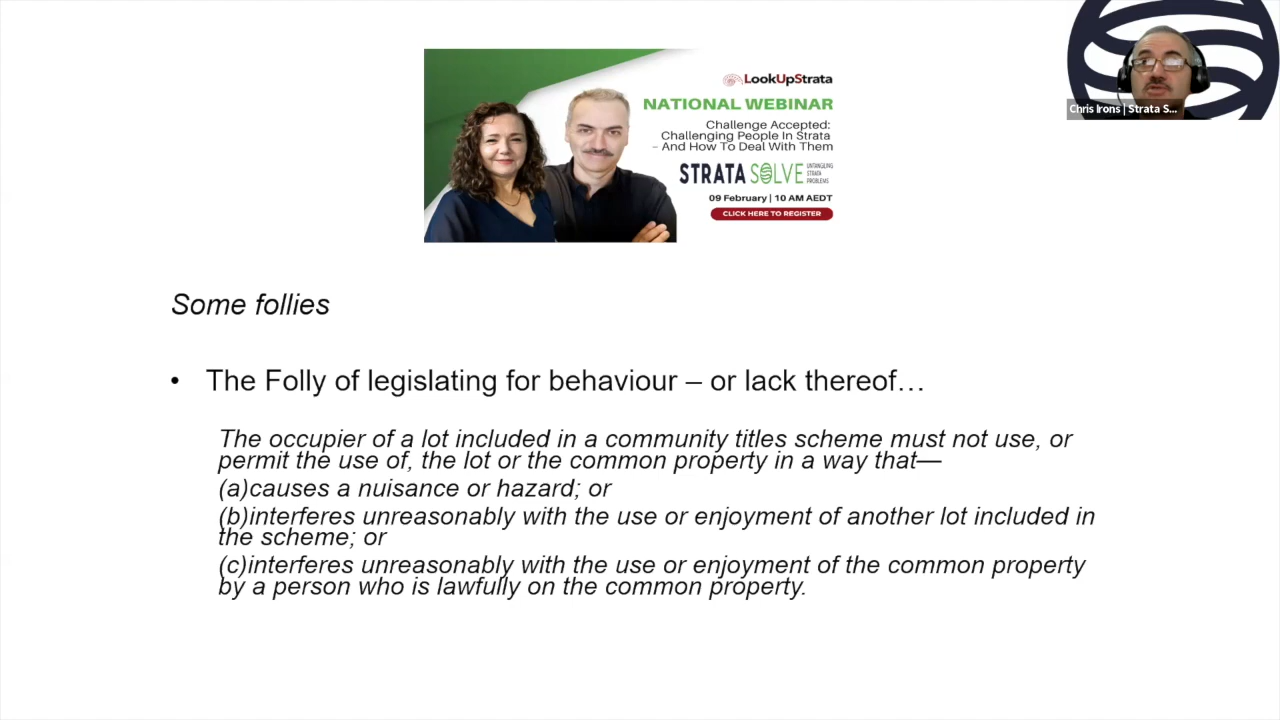 LookUpStrata
NATIONAL WEBINAR
Challenge Accepted:
Challenging People In Strata
– And How To Deal With Them
STRATA SOLVE UNTANGLING
STRATA
PROBLEMS
09 February | 10 AM AEDT
CLICK HERE TO REGISTER
Chris Irons | Strata S...
Some follies
• The Folly of legislating for behaviour – or lack thereof…
The occupier of a lot included in a community titles scheme must not use, or
permit the use of, the lot or the common property in a way that—
(a)causes a nuisance or hazard; or
(b)interferes unreasonably with the use or enjoyment of another lot included in
the scheme; or
(c)interferes unreasonably with the use or enjoyment of the common property
by a person who is lawfully on the common property.